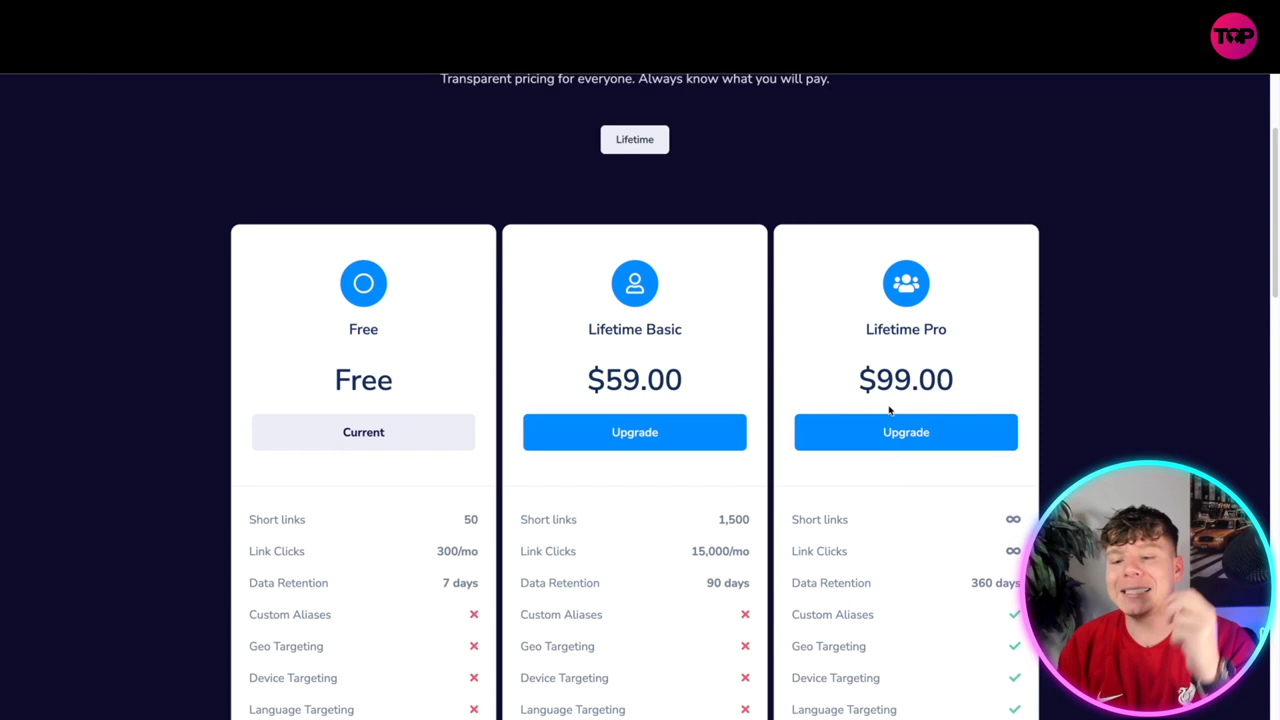 TOP
Transparent pricing for everyone. Always know what you will pay.
Lifetime
Free
Free
Current
Short links 50
Link Clicks 300/mo
Data Retention 7 days
Custom Aliases
Geo Targeting
Device Targeting
Language Targeting
Lifetime Basic
$59.00
Upgrade
Short links 1,500
Link Clicks 15,000/mo
Data Retention 90 days
Custom Aliases
Geo Targeting
Device Targeting
Language Targeting
Lifetime Pro
$99.00
Upgrade
Short links ∞
Link Clicks ∞
Data Retention 360 days
Custom Aliases
Geo Targeting
Device Targeting
Language Targeting